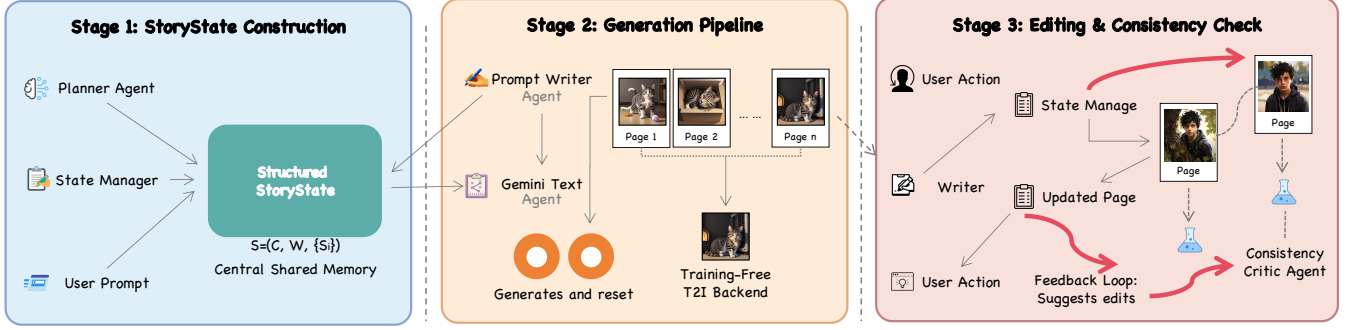 Stage 1: StoryState Construction
Planner Agent
State Manager
User Prompt
Structured
StoryState
S=(C, W, {Sᵢ})
Central Shared Memory
Stage 2: Generation Pipeline
Prompt Writer
Agent
Gemini Text
Agent
Generates and reset
Page 1
Page 2
... ...
Page n
Training-Free
T2I Backend
Stage 3: Editing & Consistency Check
User Action
State Manage
Writer
Updated Page
User Action
Page
Page
Feedback Loop:
Suggests edits
Consistency
Critic Agent